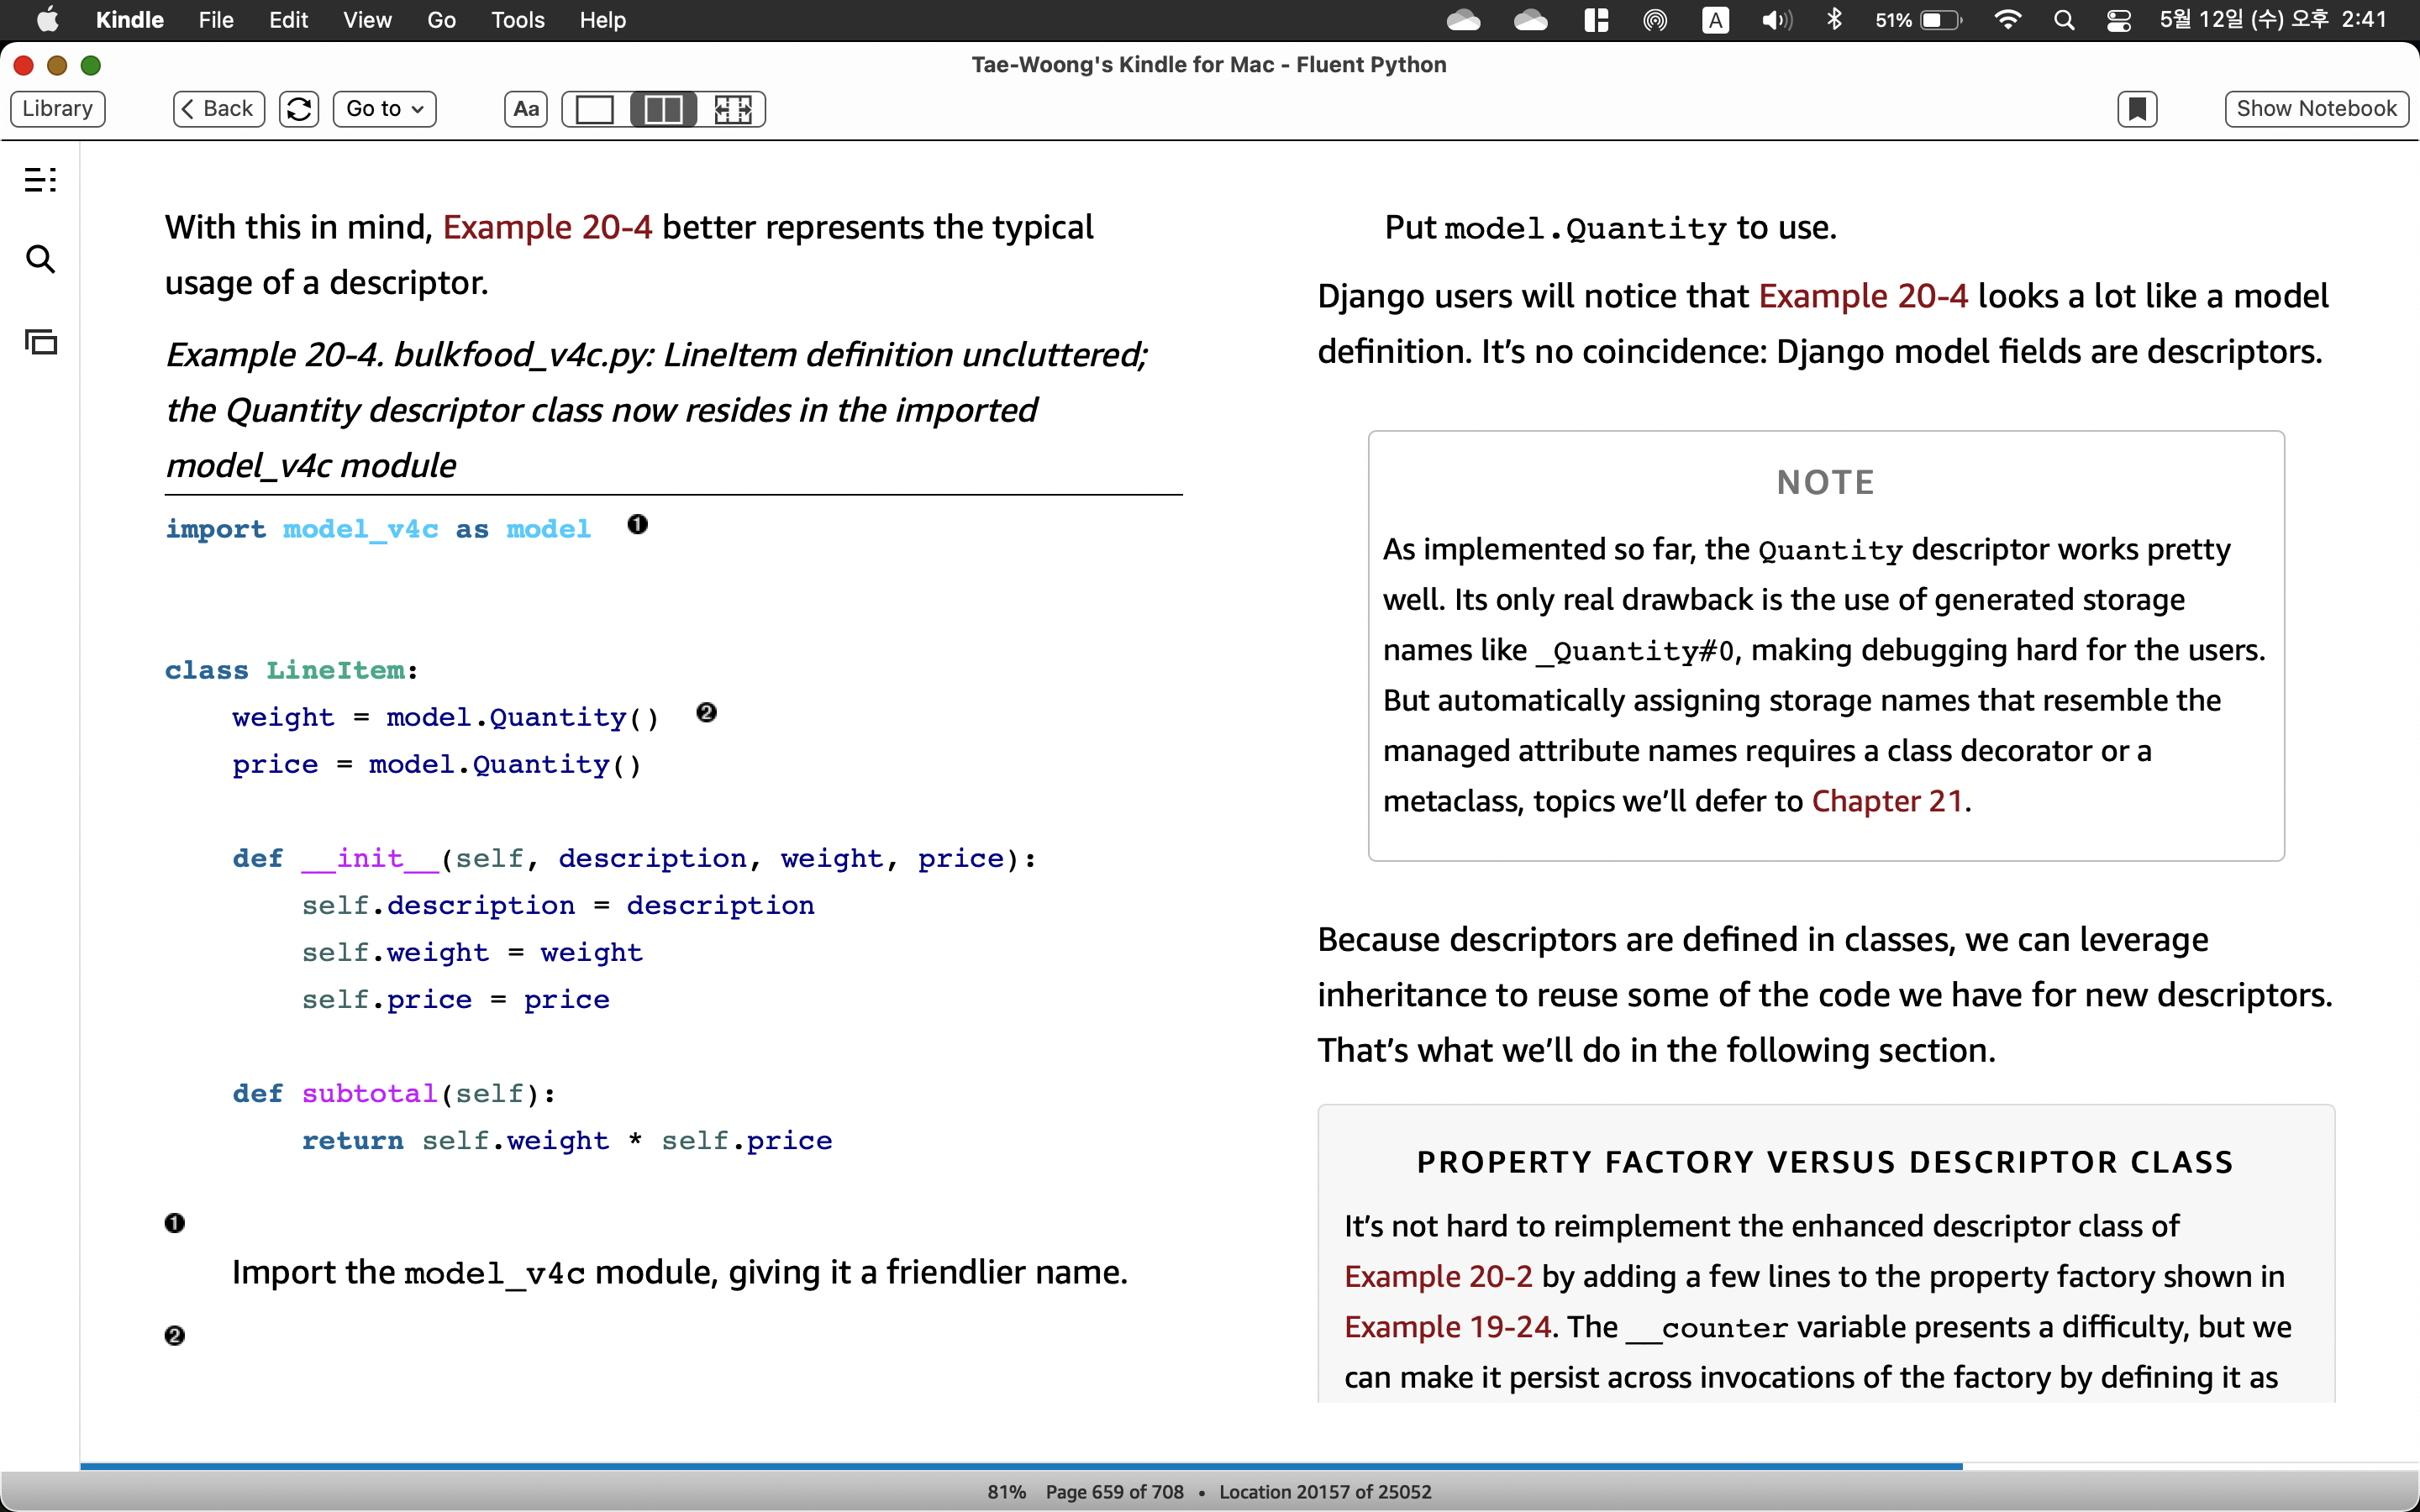 Kindle File Edit View Go Tools Help A 51% 5월 12일 (수) 오후 2:41
Tae-Woong's Kindle for Mac - Fluent Python
Library Back Go to Aa Show Notebook
With this in mind, Example 20-4 better represents the typical
usage of a descriptor.
Example 20-4. bulkfood_v4c.py: LineItem definition uncluttered;
the Quantity descriptor class now resides in the imported
model_v4c module
import model_v4c as model ❶
class LineItem:
    weight = model.Quantity() ❷
    price = model.Quantity()
    def __init__(self, description, weight, price):
        self.description = description
        self.weight = weight
        self.price = price
    def subtotal(self):
        return self.weight * self.price
❶
Import the model_v4c module, giving it a friendlier name.
❷
Put model.Quantity to use.
Django users will notice that Example 20-4 looks a lot like a model
definition. It’s no coincidence: Django model fields are descriptors.
NOTE
As implemented so far, the Quantity descriptor works pretty
well. Its only real drawback is the use of generated storage
names like _Quantity#0, making debugging hard for the users.
But automatically assigning storage names that resemble the
managed attribute names requires a class decorator or a
metaclass, topics we’ll defer to Chapter 21.
Because descriptors are defined in classes, we can leverage
inheritance to reuse some of the code we have for new descriptors.
That’s what we’ll do in the following section.
PROPERTY FACTORY VERSUS DESCRIPTOR CLASS
It’s not hard to reimplement the enhanced descriptor class of
Example 20-2 by adding a few lines to the property factory shown in
Example 19-24. The __counter variable presents a difficulty, but we
can make it persist across invocations of the factory by defining it as
81% Page 659 of 708 • Location 20157 of 25052